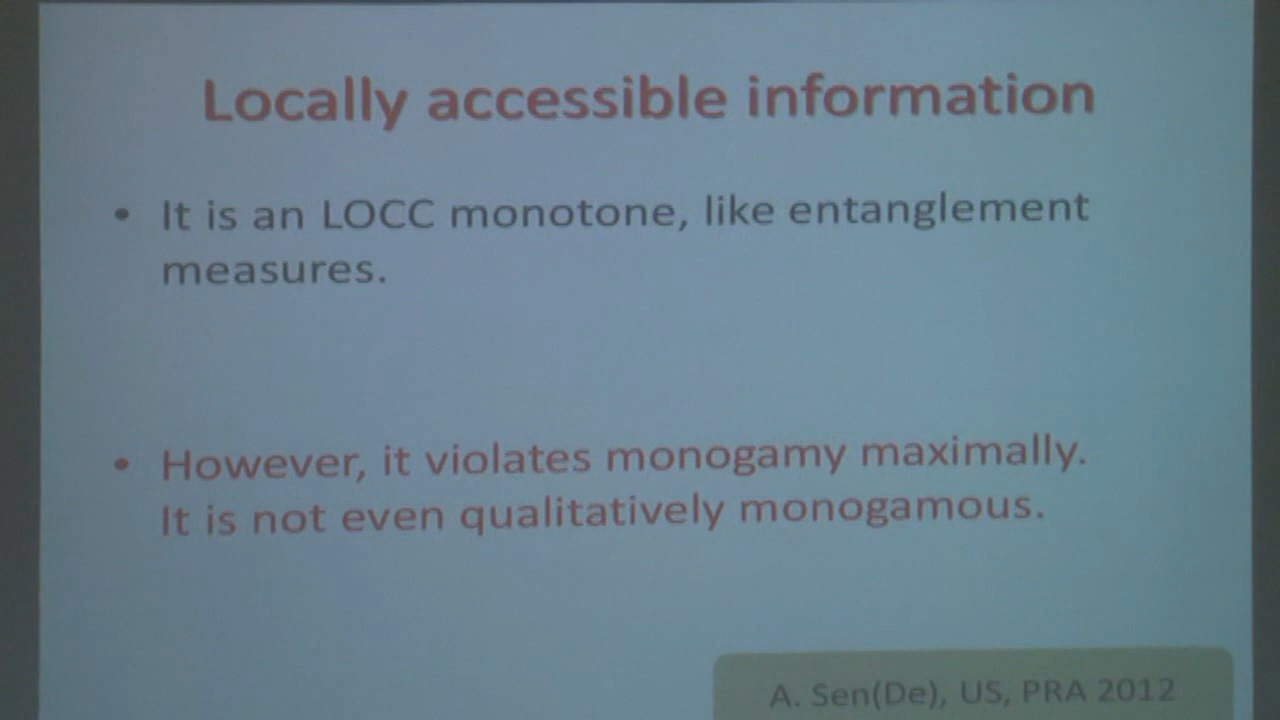 Locally accessible information
• It is an LOCC monotone, like entanglement
measures.
• However, it violates monogamy maximally.
It is not even qualitatively monogamous.
A. Sen(De), US, PRA 2012